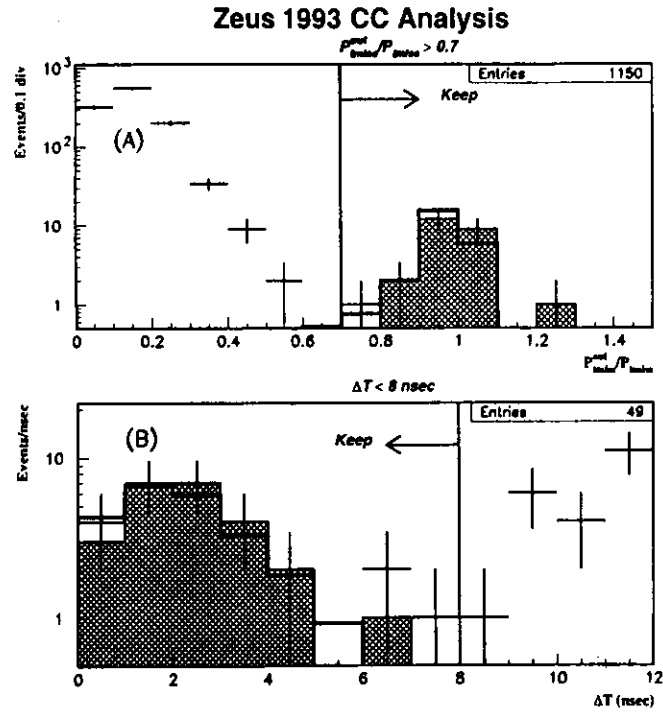 Zeus 1993 CC Analysis
> 0.7
Entries 1150
Keep
(A)
Events/0.1 div
10³
10²
10
1
0 0.2 0.4 0.6 0.8 1 1.2 1.4
ΔT < 8 nsec
Entries 49
Keep
(B)
Events/nsec
10
1
0 2 4 6 8 10 12
ΔT (nsec)